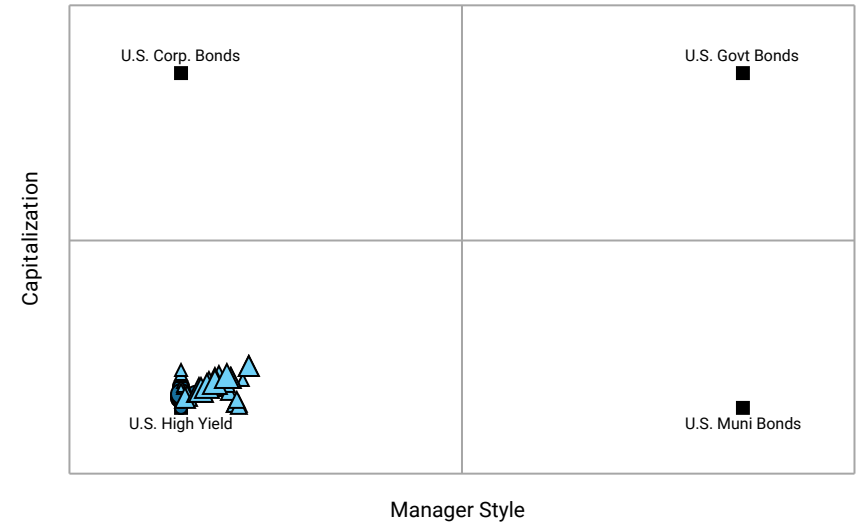 U.S. Corp. Bonds
U.S. Govt Bonds
Capitalization
U.S. High Yield
U.S. Muni Bonds
Manager Style